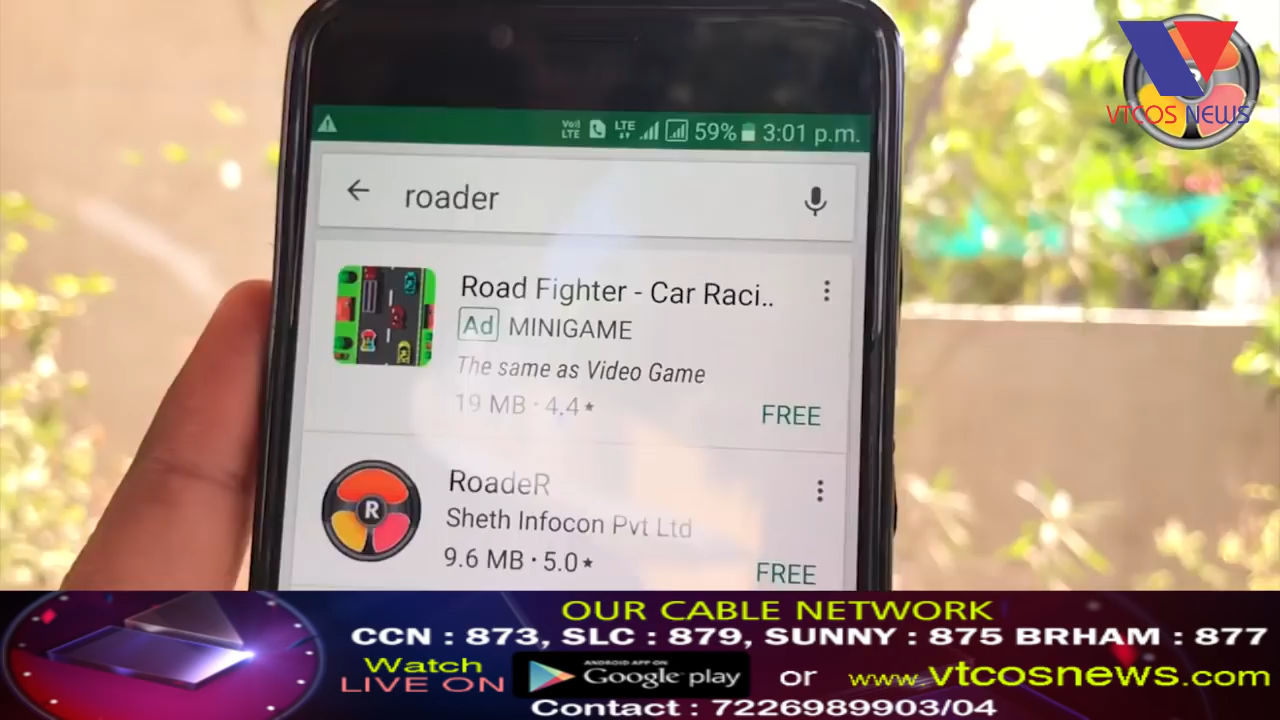 VoLTE LTE 59% 3:01 p.m.
VTCOS NEWS
roader
Road Fighter - Car Raci..
Ad MINIGAME
The same as Video Game
19 MB · 4.4★
FREE
RoadeR
R
Sheth Infocon Pvt Ltd
9.6 MB · 5.0★
FREE
OUR CABLE NETWORK
CCN : 873, SLC : 879, SUNNY : 875 BRHAM : 877
Watch LIVE ON ANDROID APP ON Google play or www.vtcosnews.com
Contact : 7226989903/04